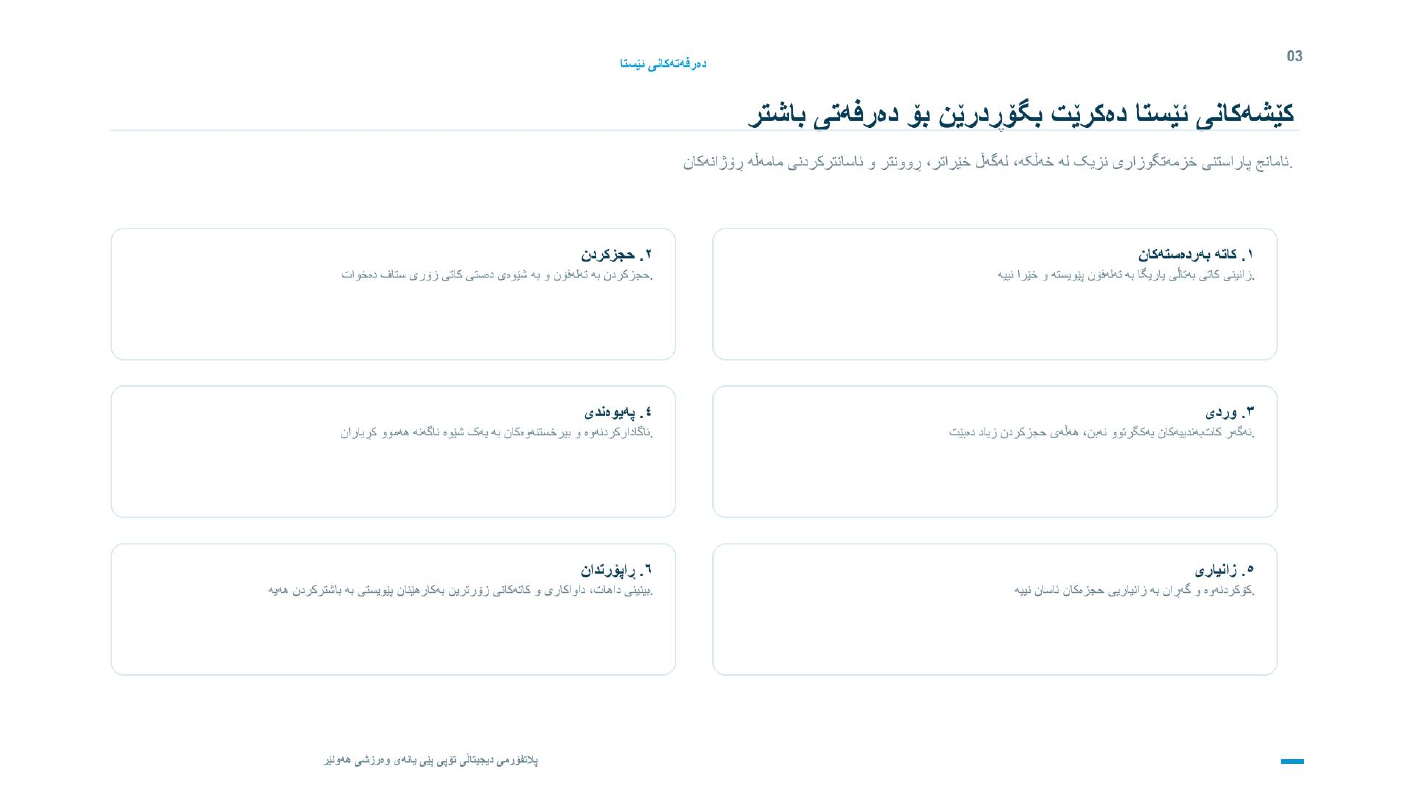 03
دەرفەتەکانی ئێستا
کێشەکانی ئێستا دەکرێت بگۆڕدرێن بۆ دەرفەتی باشتر
ئامانج پاراستنی خزمەتگوزاری نزیک لە خەڵکە، لەگەڵ خێراتر، ڕوونتر و ئاسانترکردنی مامەڵە ڕۆژانەکان.
١. کاتە بەردەستەکان
زانینی کاتی بەتاڵی یاریگا بە تەلەفۆن پێویستە و خێرا نییە.
٢. حجزکردن
حجزکردن بە تەلەفۆن و بە شێوەی دەستی کاتی زۆری ستاف دەخوات.
٣. وردی
ئەگەر کاتبەندییەکان یەکگرتوو نەبن، هەڵەی حجزکردن زیاد دەبێت.
٤. پەیوەندی
ئاگادارکردنەوە و بیرخستنەوەکان بە یەک شێوە ناگەنە هەموو کڕیاران.
٥. زانیاری
کۆکردنەوە و گەڕان بە زانیاریی حجزەکان ئاسان نییە.
٦. ڕاپۆرتدان
بینینی داهات، داواکاری و کاتەکانی زۆرترین بەکارهێنان پێویستی بە باشترکردن هەیە.
پلاتفۆرمی دیجیتاڵی تۆپی پێی یانەی وەرزشی هەولێر